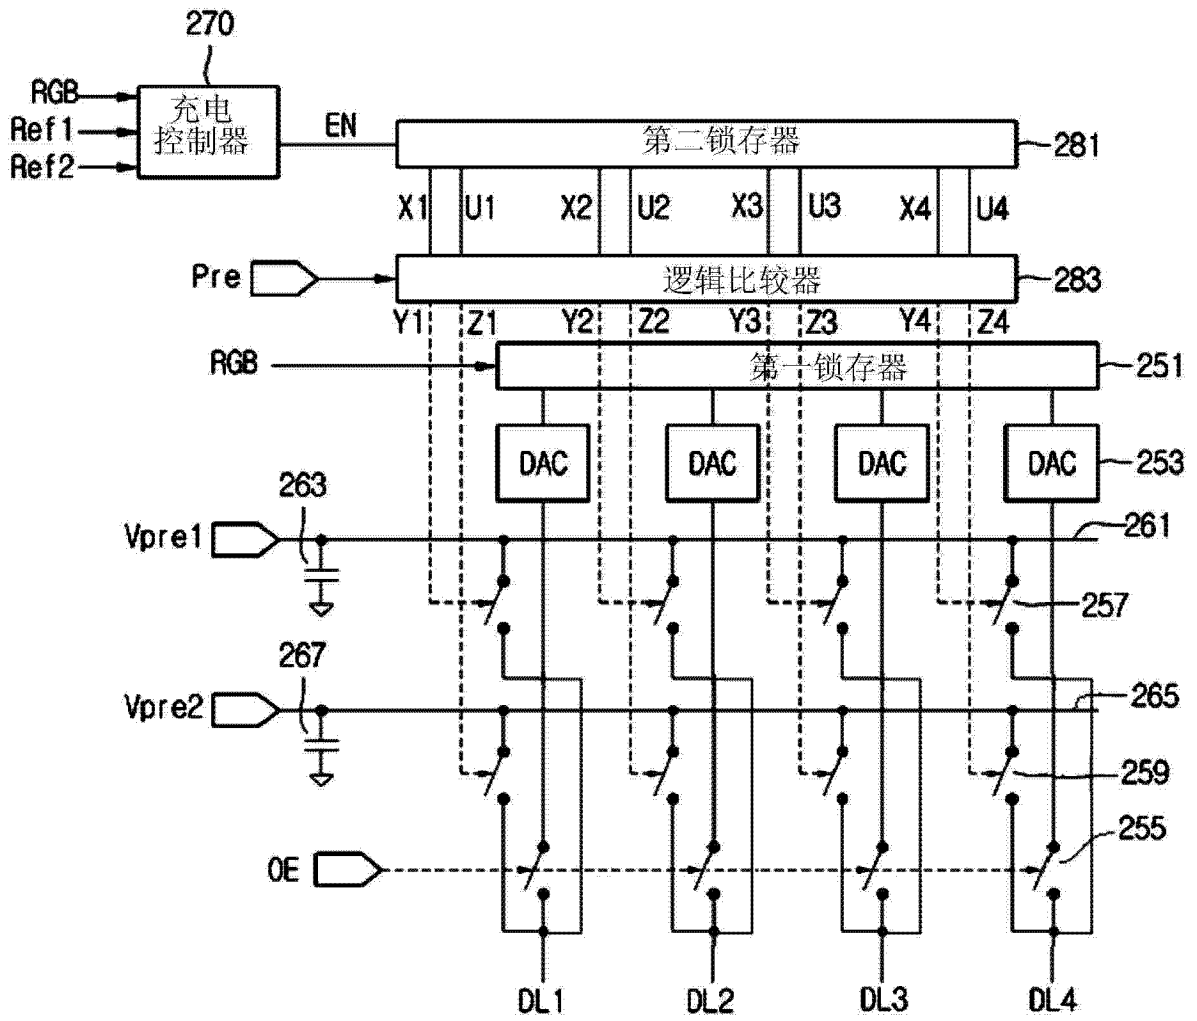 270
RGB
Ref1
Ref2
充电
控制器
EN
第二锁存器
281
X1 U1 X2 U2 X3 U3 X4 U4
Pre
逻辑比较器
283
Y1 Z1 Y2 Z2 Y3 Z3 Y4 Z4
RGB
第一锁存器
251
DAC DAC DAC DAC
253
263
Vpre1
261
257
267
Vpre2
265
259
255
OE
DL1 DL2 DL3 DL4